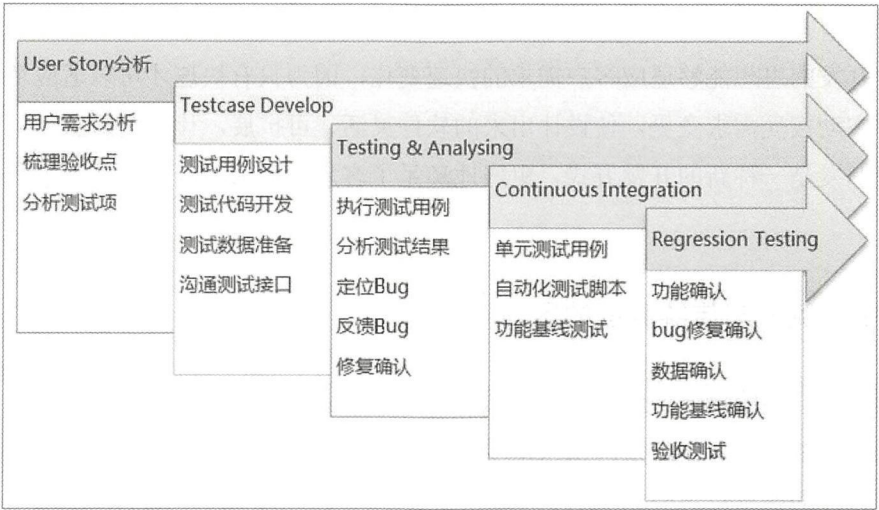 User Story分析
用户需求分析
梳理验收点
分析测试项
Testcase Develop
测试用例设计
测试代码开发
测试数据准备
沟通测试接口
Testing & Analysing
执行测试用例
分析测试结果
定位Bug
反馈Bug
修复确认
Continuous Integration
单元测试用例
自动化测试脚本
功能基线测试
Regression Testing
功能确认
bug修复确认
数据确认
功能基线确认
验收测试